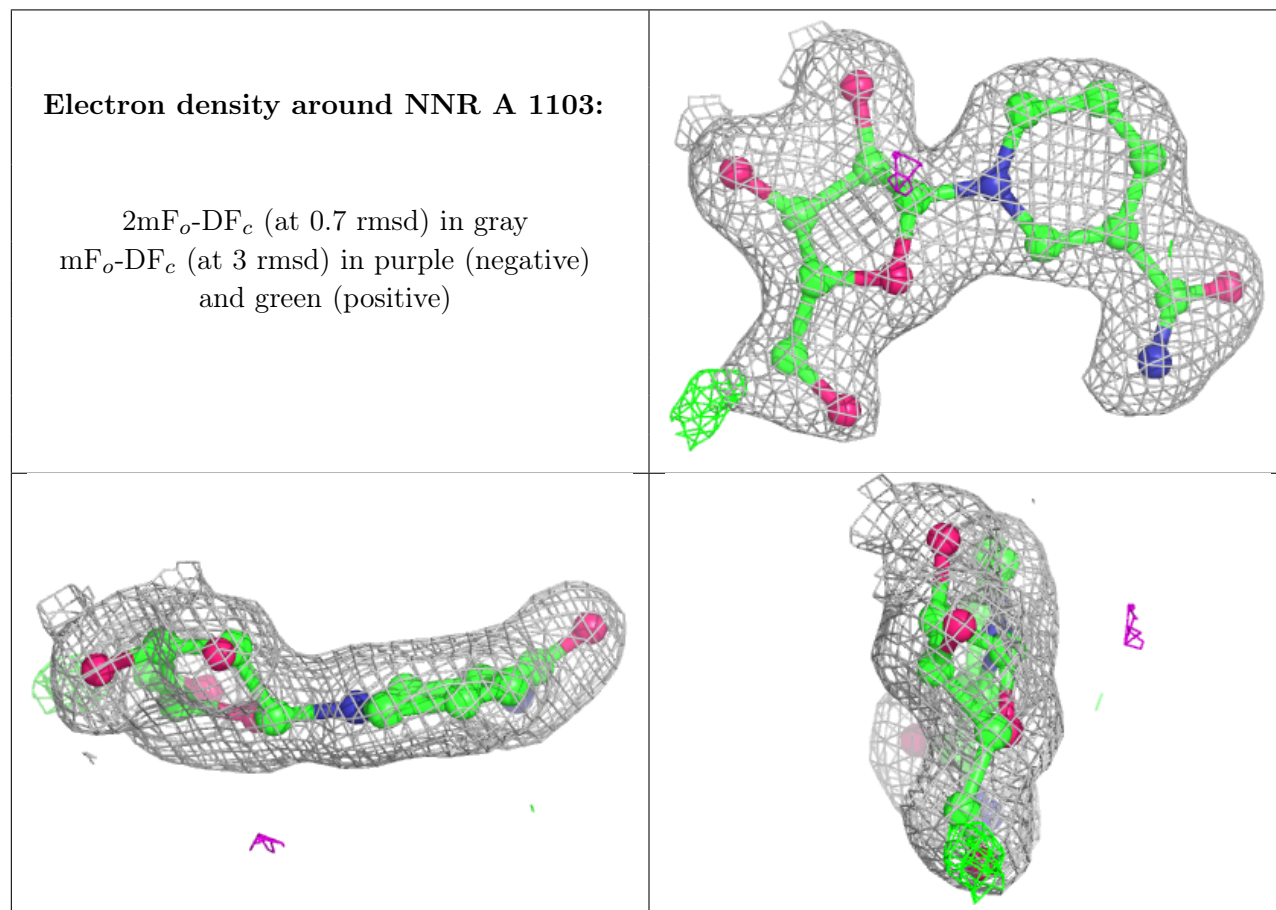 Electron density around NNR A 1103:
2mFo-DFc (at 0.7 rmsd) in gray
mFo-DFc (at 3 rmsd) in purple (negative)
and green (positive)